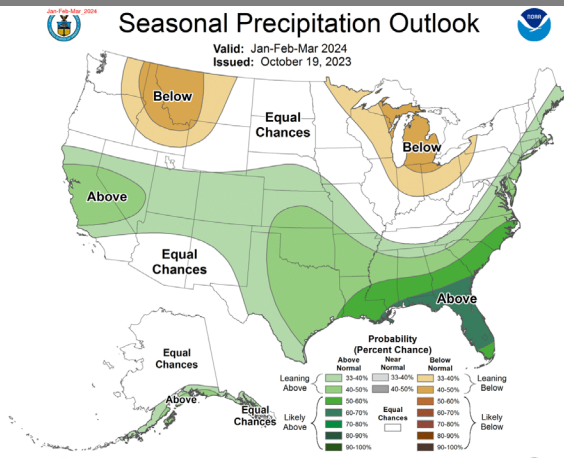 Jan-Feb-Mar 2024
Seasonal Precipitation Outlook
NOAA
Valid: Jan-Feb-Mar 2024
Issued: October 19, 2023
Below
Equal
Chances
Below
Above
Equal
Chances
Above
Equal
Chances
Above
Equal
Chances
Probability
(Percent Chance)
Above
Normal
Near
Normal
Below
Normal
Leaning
Above
33-40%
33-40%
33-40%
Leaning
Below
40-50%
40-50%
40-50%
Likely
Above
50-60%
50-60%
Likely
Below
60-70%
Equal
Chances
60-70%
70-80%
70-80%
80-90%
80-90%
90-100%
90-100%